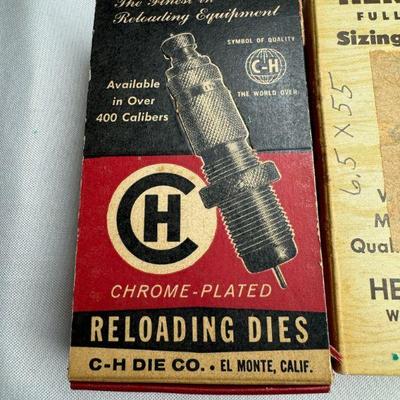 The Finest in
Reloading Equipment
SYMBOL OF QUALITY
C-H
THE WORLD OVER
Available
in Over
400 Calibers
CH
CHROME-PLATED
RELOADING DIES
C-H DIE CO. • EL MONTE, CALIF.
FULL
Sizing
6.5 X 55
V
M
Qual
HE
W